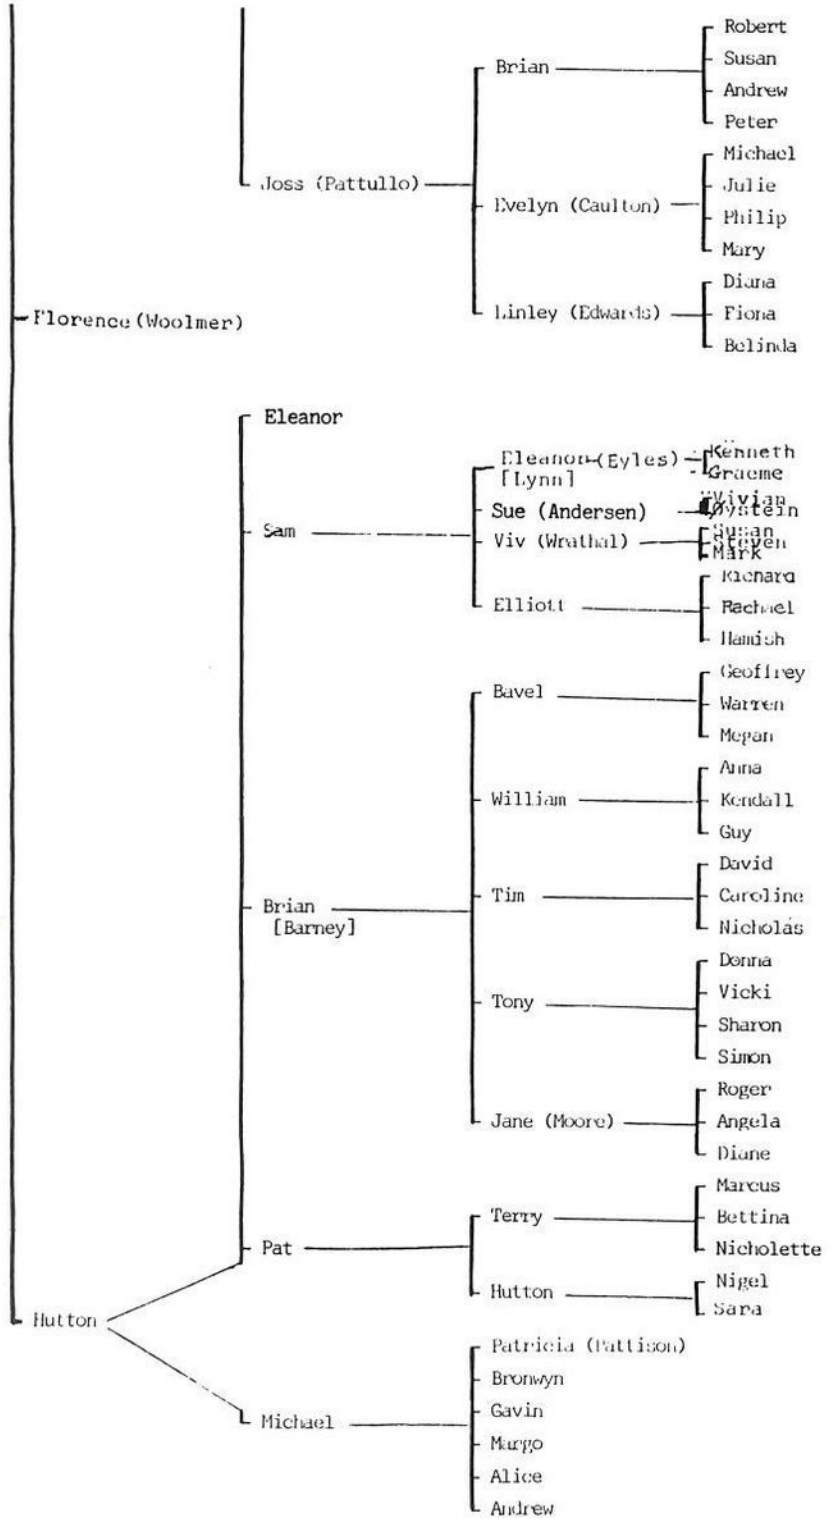 Robert
Brian
Susan
Andrew
Peter
Michael
Joss (Pattullo)
Julie
Evelyn (Caulton)
Philip
Mary
Diana
Florence (Woolmer)
Linley (Edwards)
Fiona
Belinda
Eleanor
Eleanor (Eyles)
[Lynn]
Kenneth
Graeme
Sam
Sue (Andersen)
Vivian
Øystein
Viv (Wrathal)
Susan
Steven
Mark
Richard
Elliott
Rachael
Hamish
Geoffrey
Bavel
Warren
Megan
Anna
William
Kendall
Guy
David
Brian
[Barney]
Tim
Caroline
Nicholas
Donna
Tony
Vicki
Sharon
Simon
Roger
Jane (Moore)
Angela
Diane
Marcus
Terry
Bettina
Pat
Nicholette
Hutton
Nigel
Sara
Hutton
Patricia (Pattison)
Bronwyn
Michael
Gavin
Margo
Alice
Andrew